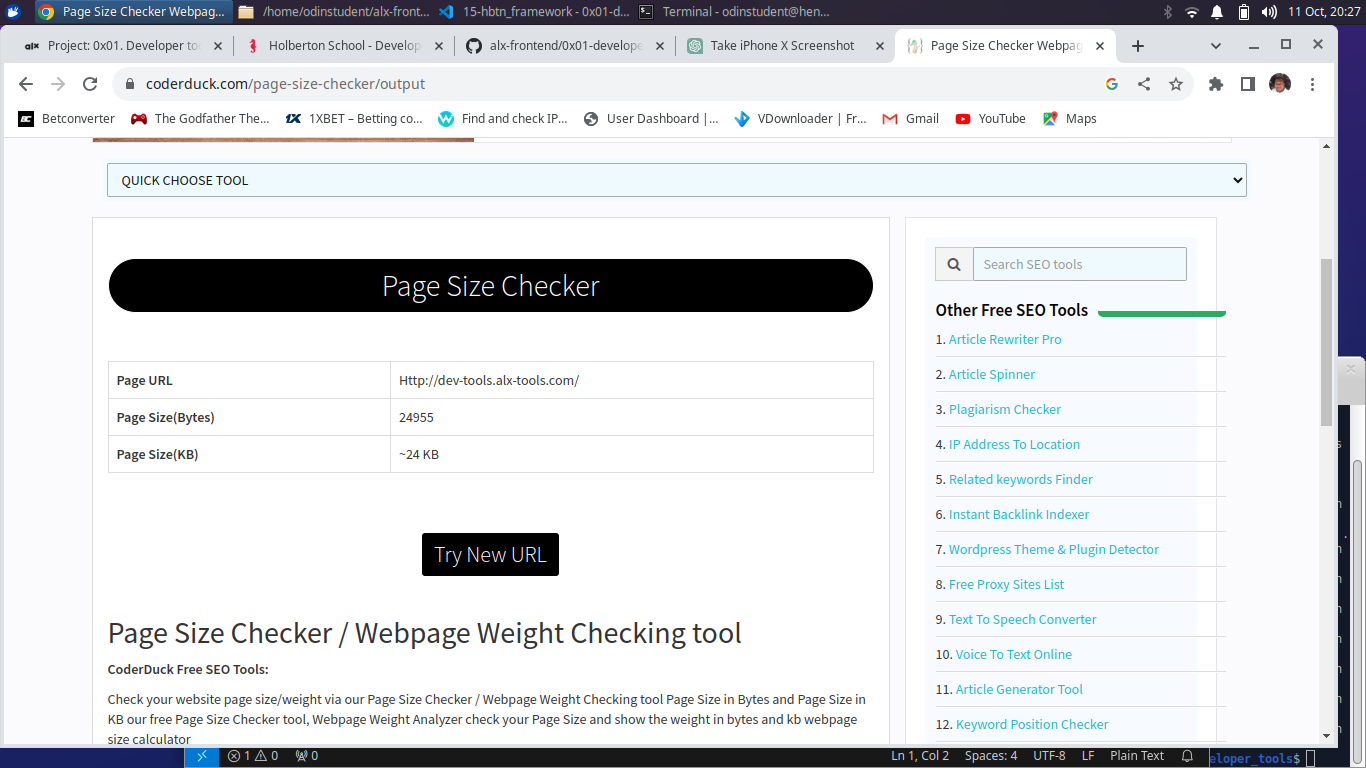 Page Size Checker Webpag...
/home/odinstudent/alx-front...
15-hbtn_framework - 0x01-d...
Terminal - odinstudent@hen...
11 Oct, 20:27
alx
Project: 0x01. Developer to
Holberton School - Develop
alx-frontend/0x01-develope
Take iPhone X Screenshot
Page Size Checker Webpag
coderduck.com/page-size-checker/output
BC
Betconverter
The Godfather The...
1X
1XBET – Betting co...
Find and check IP...
User Dashboard |...
VDownloader | Fr...
Gmail
YouTube
Maps
QUICK CHOOSE TOOL
Page Size Checker
Page URL
Http://dev-tools.alx-tools.com/
Page Size(Bytes)
24955
Page Size(KB)
~24 KB
Try New URL
Page Size Checker / Webpage Weight Checking tool
CoderDuck Free SEO Tools:
Check your website page size/weight via our Page Size Checker / Webpage Weight Checking tool Page Size in Bytes and Page Size in
KB our free Page Size Checker tool, Webpage Weight Analyzer check your Page Size and show the weight in bytes and kb webpage
size calculator
Search SEO tools
Other Free SEO Tools
1. Article Rewriter Pro
2. Article Spinner
3. Plagiarism Checker
4. IP Address To Location
5. Related keywords Finder
6. Instant Backlink Indexer
7. Wordpress Theme & Plugin Detector
8. Free Proxy Sites List
9. Text To Speech Converter
10. Voice To Text Online
11. Article Generator Tool
12. Keyword Position Checker
1 0
0
Ln 1, Col 2
Spaces: 4
UTF-8
LF
Plain Text
eloper_tools$